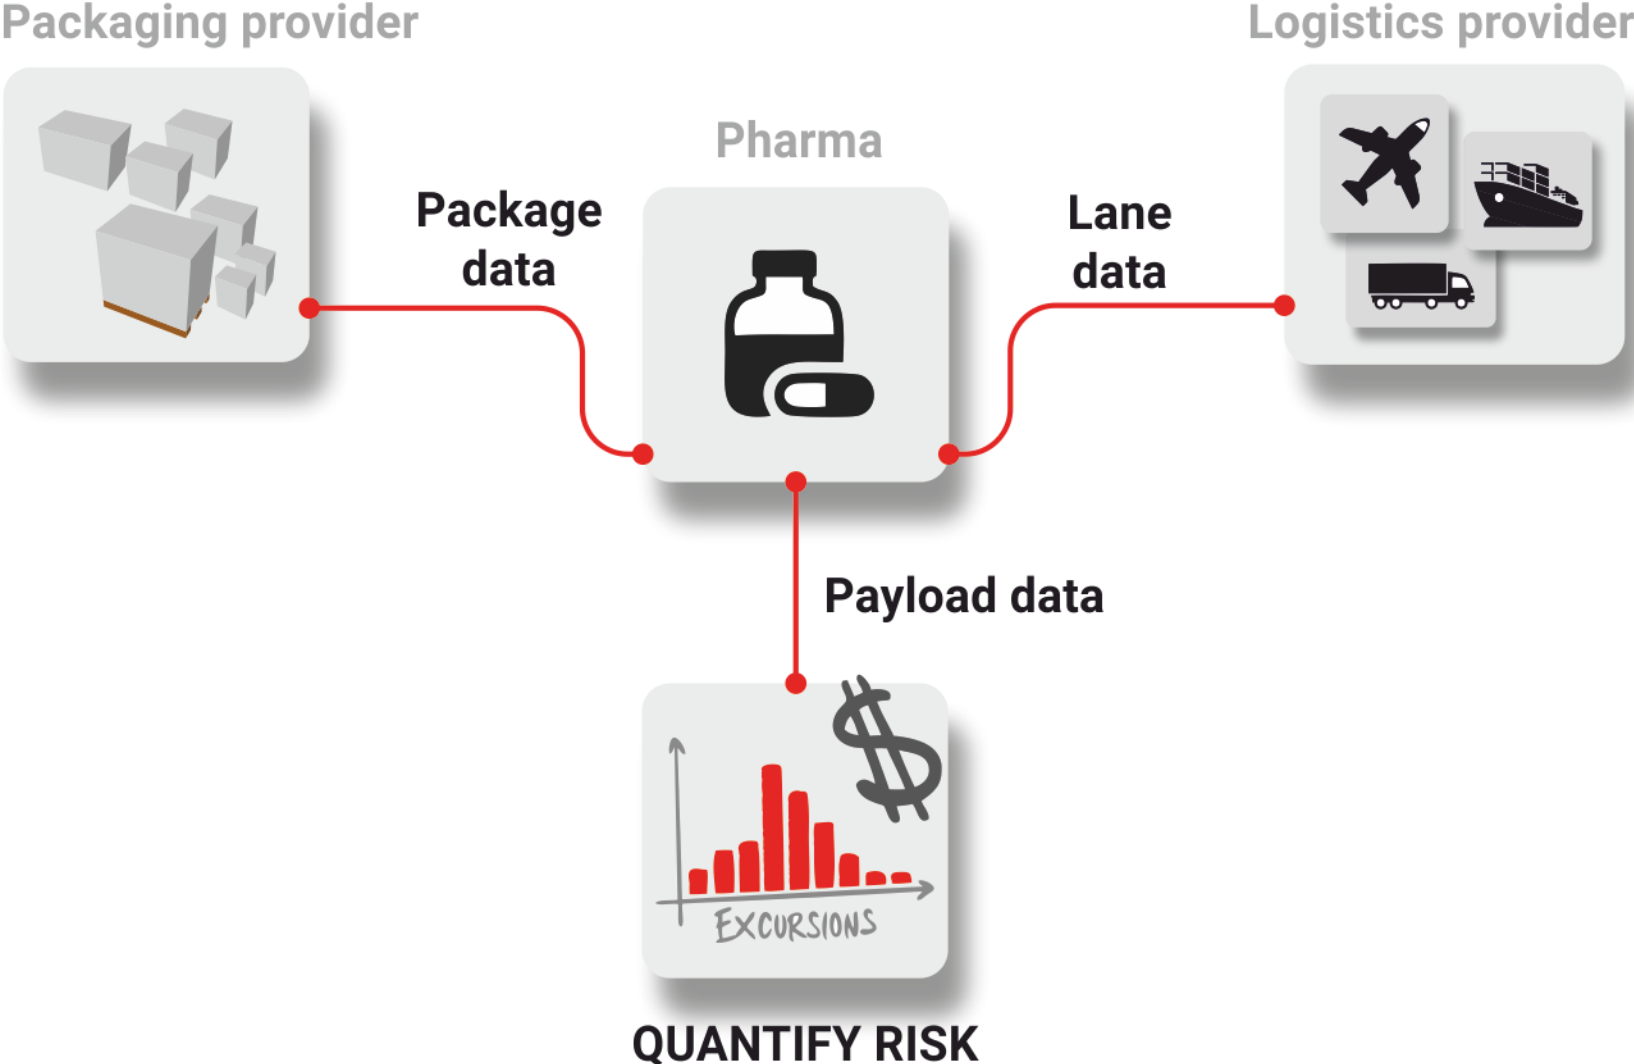 Packaging provider
Logistics provider
Pharma
Package
data
Lane
data
Payload data
$
EXCURSIONS
QUANTIFY RISK